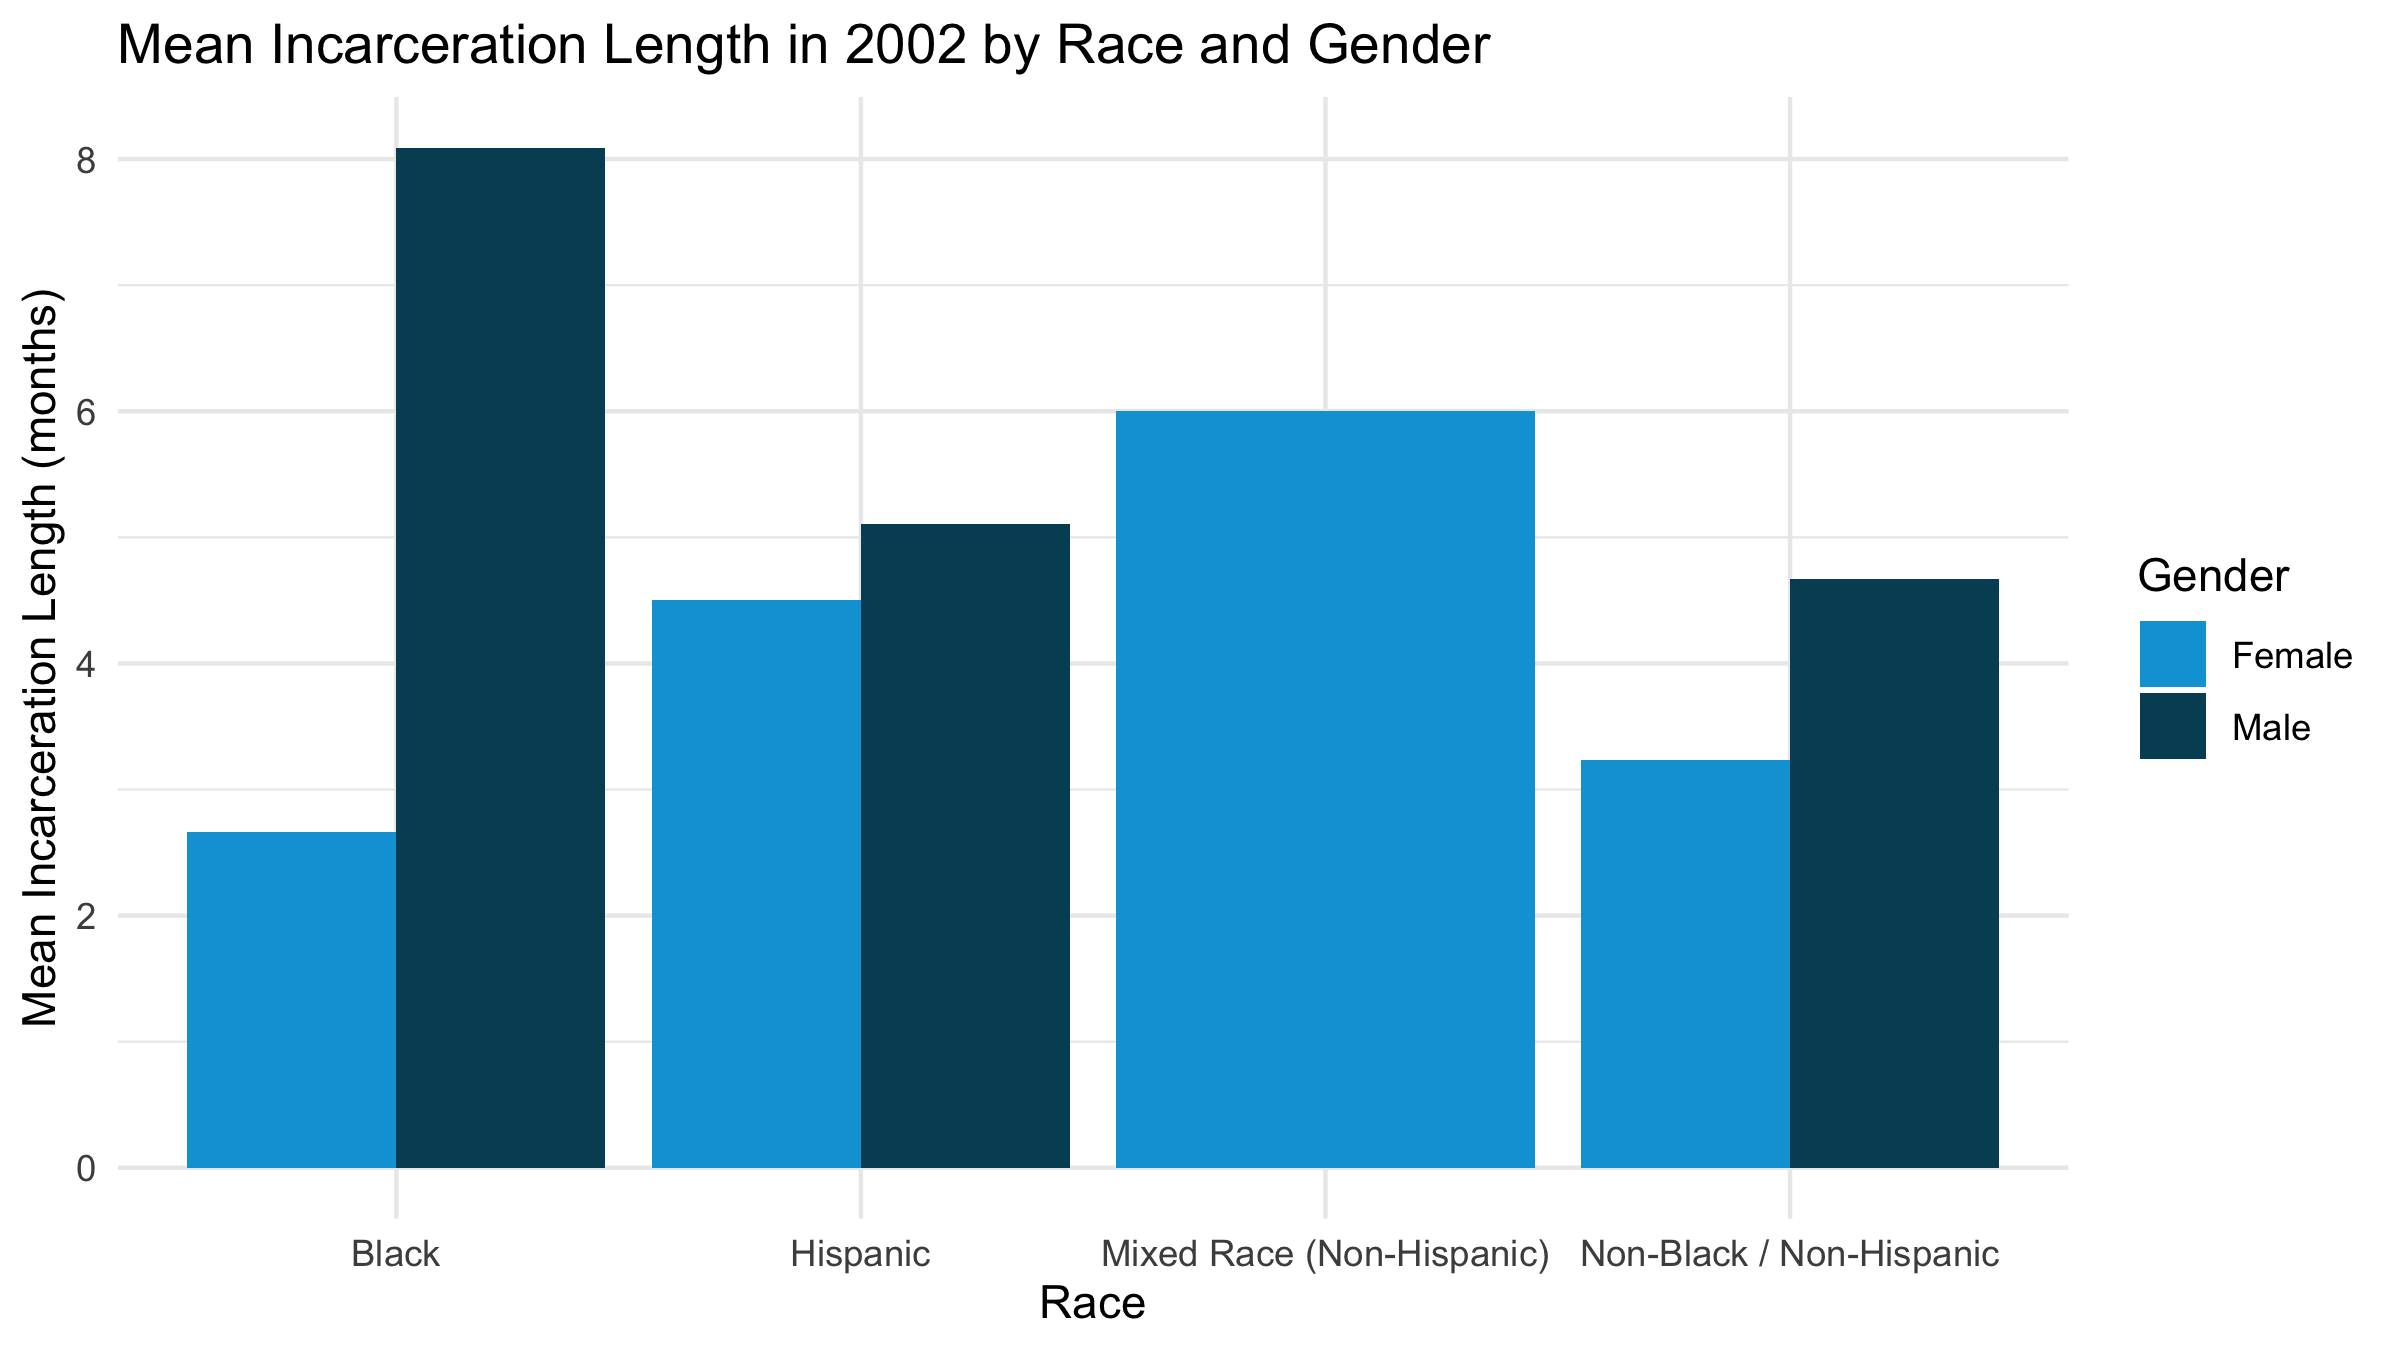 Mean Incarceration Length in 2002 by Race and Gender
Mean Incarceration Length (months)
8
6
4
2
0
Black
Hispanic
Mixed Race (Non-Hispanic)
Non-Black / Non-Hispanic
Race
Gender
Female
Male